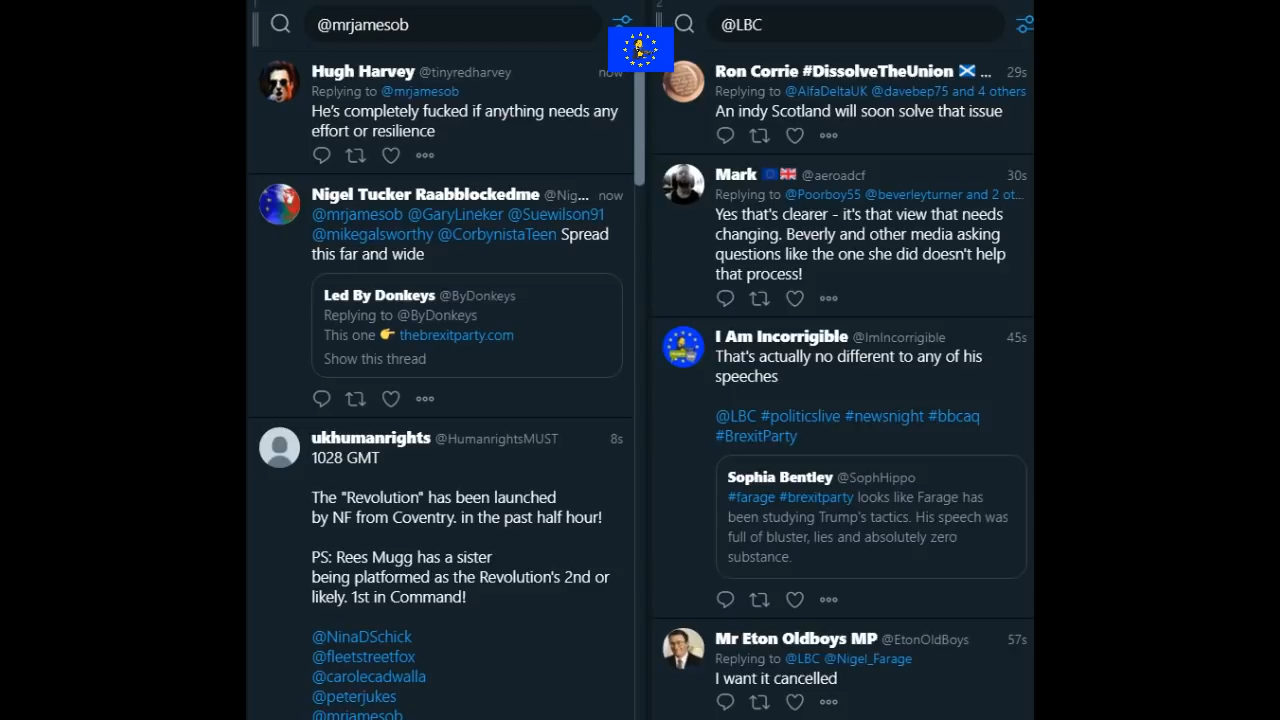 1
@mrjamesob
Hugh Harvey @tinyredharvey now
Replying to @mrjamesob
He's completely fucked if anything needs any
effort or resilience
Nigel Tucker Raabblockedme @Nig... now
@mrjamesob @GaryLineker @Suewilson91
@mikegalsworthy @CorbynistaTeen Spread
this far and wide
Led By Donkeys @ByDonkeys
Replying to @ByDonkeys
This one 👉 thebrexitparty.com
Show this thread
ukhumanrights @HumanrightsMUST 8s
1028 GMT
The "Revolution" has been launched
by NF from Coventry. in the past half hour!
PS: Rees Mugg has a sister
being platformed as the Revolution's 2nd or
likely. 1st in Command!
@NinaDSchick
@fleetstreetfox
@carolecadwalla
@peterjukes
@mrjamesob
2
@LBC
Ron Corrie #DissolveTheUnion 🏴󠁧󠁢󠁳󠁣󠁴󠁿 ... 29s
Replying to @AlfaDeltaUK @davebep75 and 4 others
An indy Scotland will soon solve that issue
Mark 🇪🇺 🇬🇧 @aeroadcf 30s
Replying to @Poorboy55 @beverleyturner and 2 ot...
Yes that's clearer - it's that view that needs
changing. Beverly and other media asking
questions like the one she did doesn't help
that process!
I Am Incorrigible @ImIncorrigible 45s
That's actually no different to any of his
speeches
@LBC #politicslive #newsnight #bbcaq
#BrexitParty
Sophia Bentley @SophHippo
#farage #brexitparty looks like Farage has
been studying Trump's tactics. His speech was
full of bluster, lies and absolutely zero
substance.
Mr Eton Oldboys MP @EtonOldBoys 57s
Replying to @LBC @Nigel_Farage
I want it cancelled